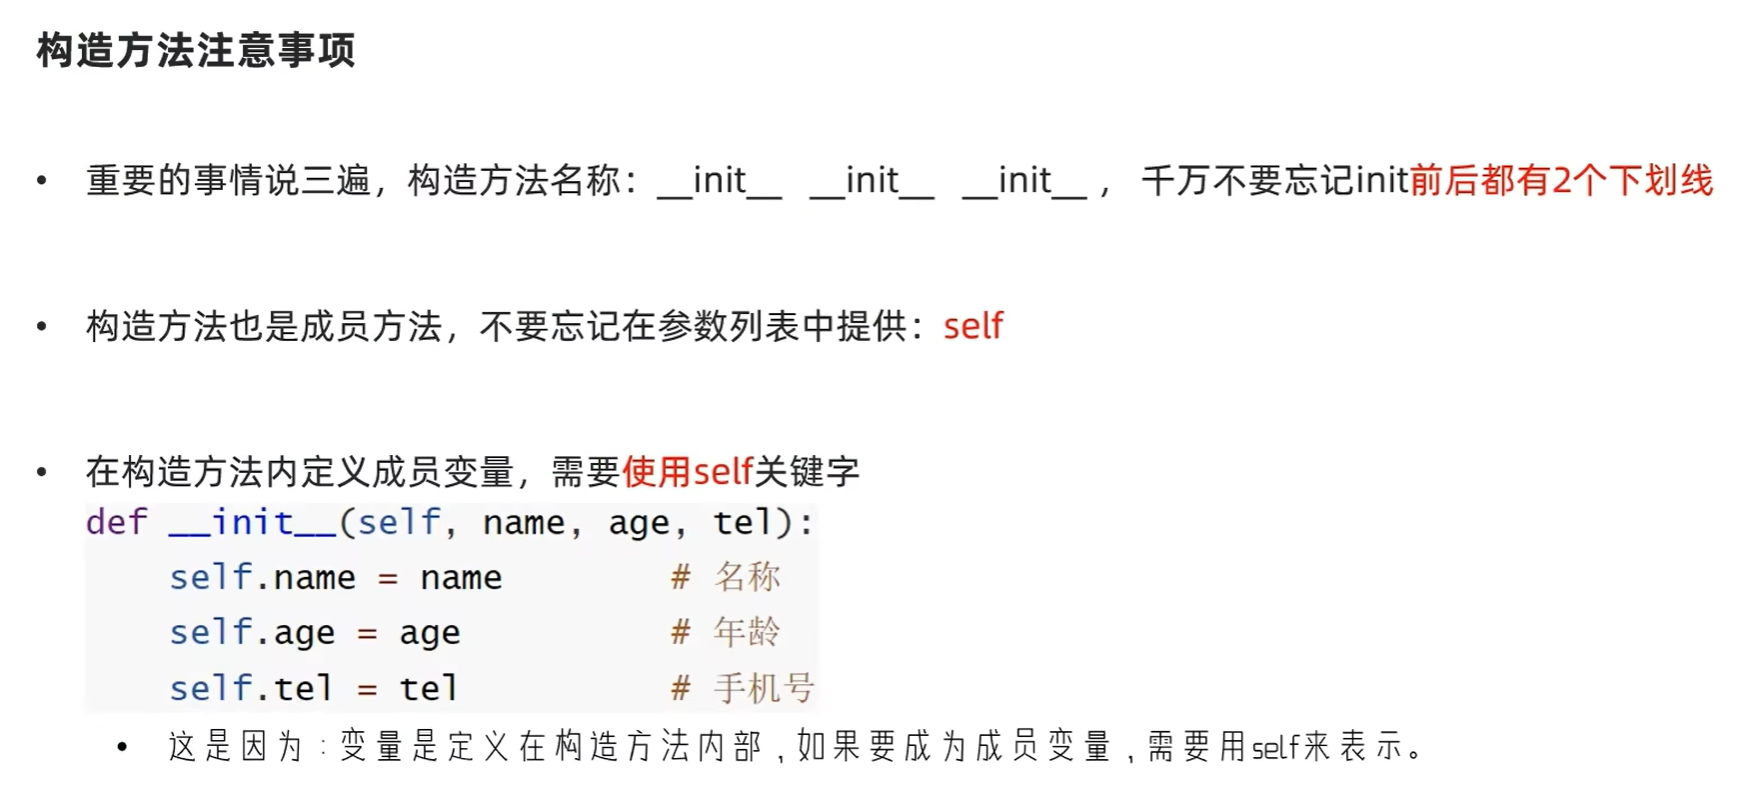 构造方法注意事项
• 重要的事情说三遍，构造方法名称：__init__ __init__ __init__ ， 千万不要忘记init前后都有2个下划线
• 构造方法也是成员方法，不要忘记在参数列表中提供：self
• 在构造方法内定义成员变量，需要使用self关键字
def __init__(self, name, age, tel):
    self.name = name        # 名称
    self.age = age          # 年龄
    self.tel = tel          # 手机号
• 这是因为：变量是定义在构造方法内部，如果要成为成员变量，需要用self来表示。